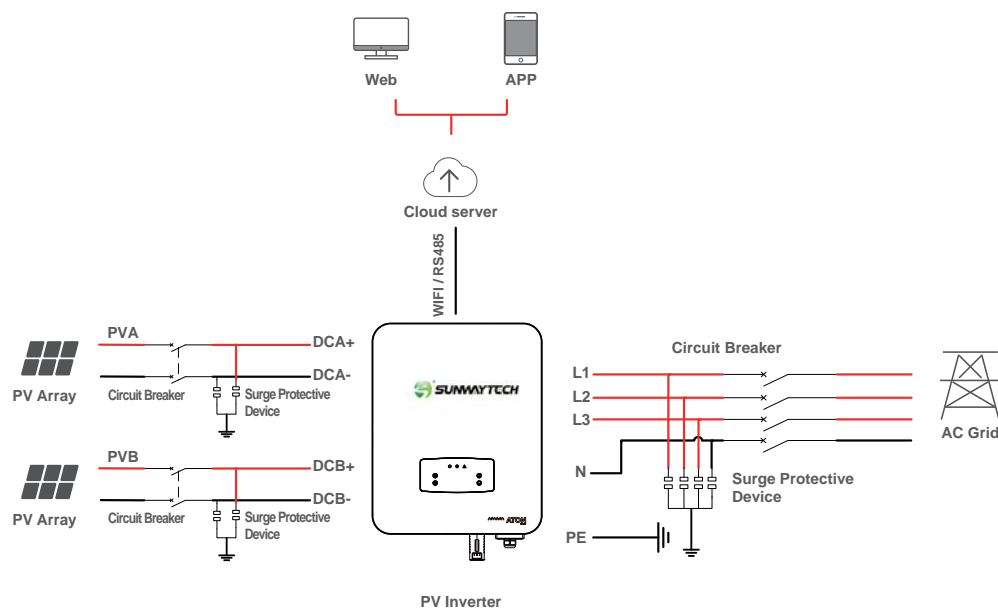 Web
APP
Cloud server
WIFI / RS485
PVA
DCA+
DCA-
PV Array
Circuit Breaker
Surge Protective
Device
PVB
DCB+
DCB-
PV Array
Circuit Breaker
Surge Protective
Device
SUNWAYTECH
PV Inverter
Circuit Breaker
L1
L2
L3
N
PE
Surge Protective
Device
AC Grid